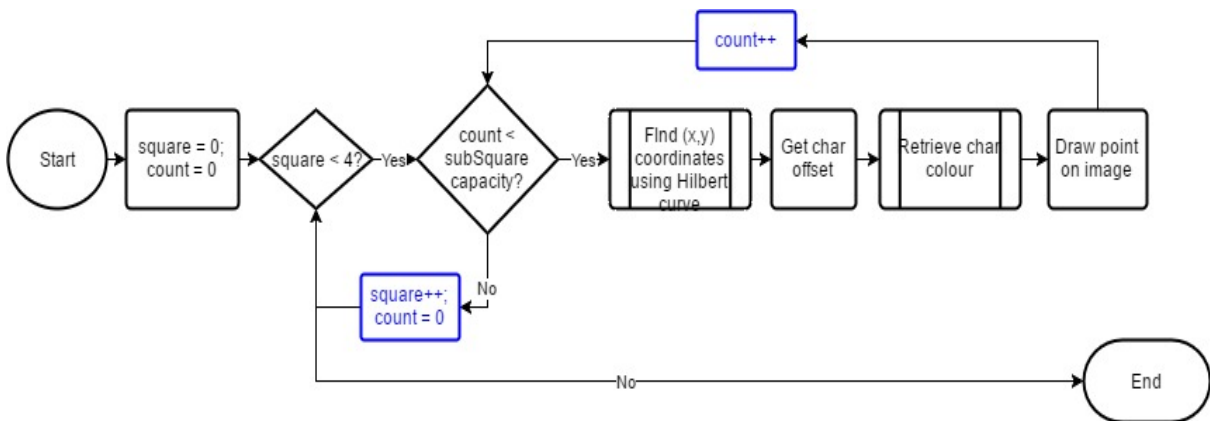 count++
Start
square = 0;
count = 0
square < 4?
Yes
count <
subSquare
capacity?
Yes
FInd (x,y)
coordinates
using Hilbert
curve
Get char
offset
Retrieve char
colour
Draw point
on image
No
square++;
count = 0
No
End